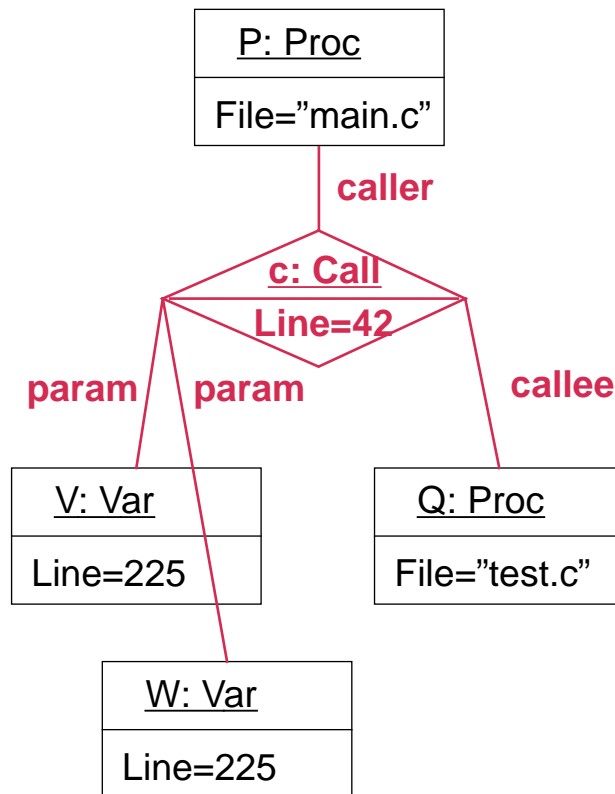 P: Proc
File=”main.c”
caller
c: Call
Line=42
param param
callee
V: Var
Line=225
Q: Proc
File=”test.c”
W: Var
Line=225